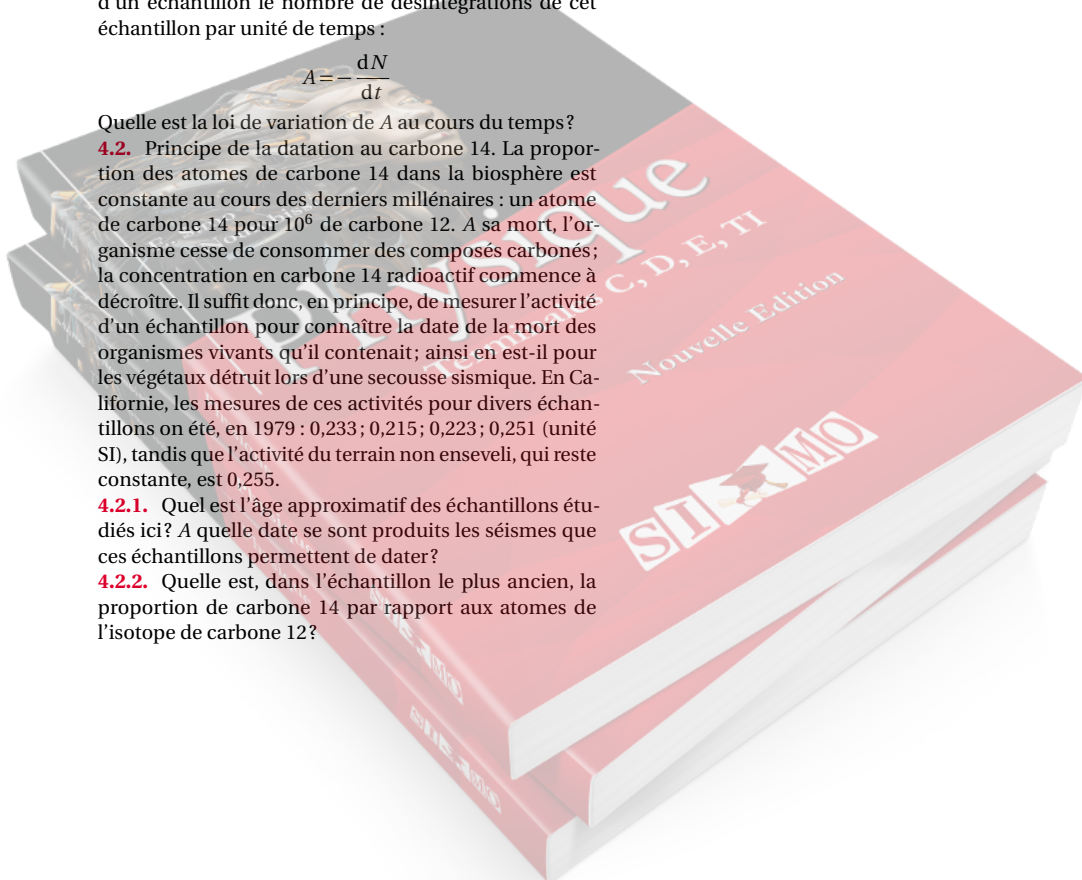 d'un échantillon le nombre de désintégrations de cet
échantillon par unité de temps :
A = − dN/dt
Quelle est la loi de variation de A au cours du temps ?
4.2. Principe de la datation au carbone 14. La propor-
tion des atomes de carbone 14 dans la biosphère est
constante au cours des derniers millénaires : un atome
de carbone 14 pour 10⁶ de carbone 12. A sa mort, l'or-
ganisme cesse de consommer des composés carbonés ;
la concentration en carbone 14 radioactif commence à
décroître. Il suffit donc, en principe, de mesurer l'activité
d'un échantillon pour connaître la date de la mort des
organismes vivants qu'il contenait ; ainsi en est-il pour
les végétaux détruit lors d'une secousse sismique. En Ca-
lifornie, les mesures de ces activités pour divers échan-
tillons on été, en 1979 : 0,233 ; 0,215 ; 0,223 ; 0,251 (unité
SI), tandis que l'activité du terrain non enseveli, qui reste
constante, est 0,255.
4.2.1. Quel est l'âge approximatif des échantillons étu-
diés ici ? A quelle date se sont produits les séismes que
ces échantillons permettent de dater ?
4.2.2. Quelle est, dans l'échantillon le plus ancien, la
proportion de carbone 14 par rapport aux atomes de
l'isotope de carbone 12 ?
Physique
Terminales C, D, E, TI
Nouvelle Edition
SI MO